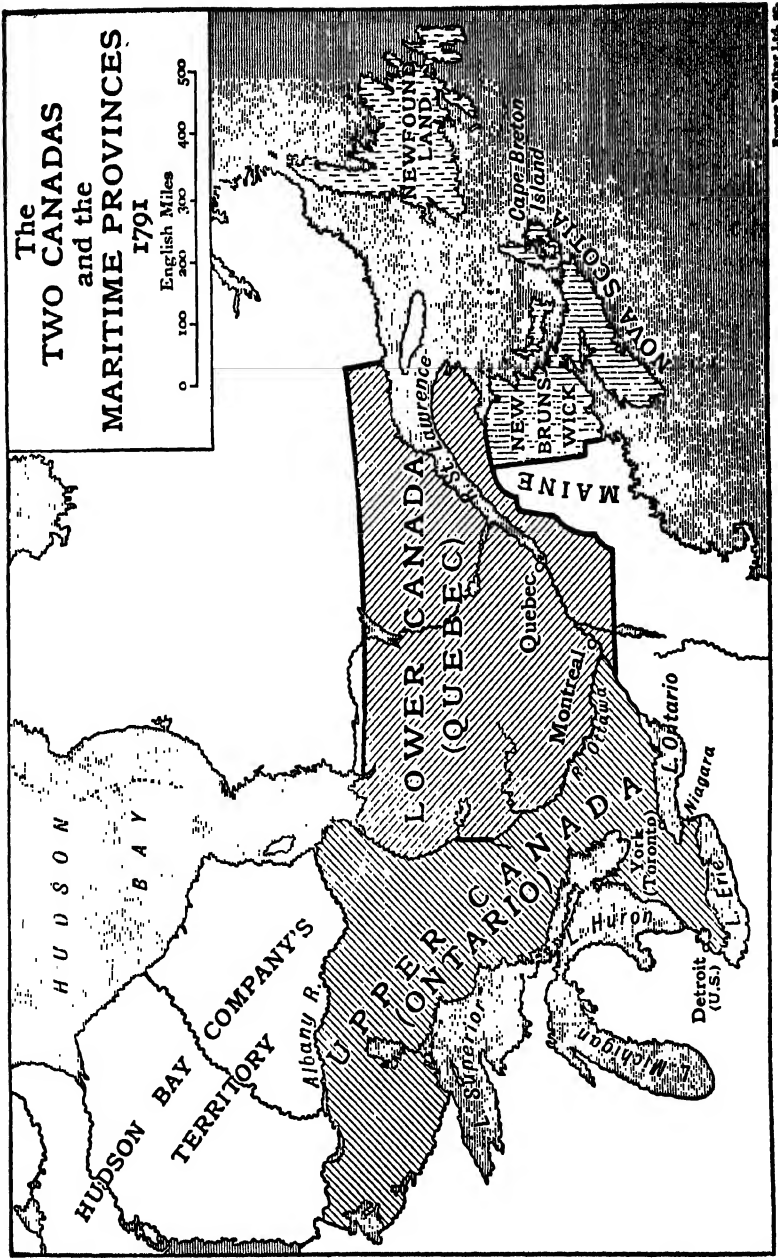 The
TWO CANADAS
and the
MARITIME PROVINCES
1791
English Miles
0 100 200 300 400 500
HUDSON
BAY
HUDSON BAY COMPANY'S
TERRITORY
Albany R.
UPPER CANADA
(ONTARIO)
LOWER CANADA
(QUEBEC)
R. St. Lawrence
Quebec
Montreal
R. Ottawa
L. Superior
L. Michigan
L. Huron
L. Erie
L. Ontario
Niagara
York
(Toronto)
Detroit
(U.S.)
MAINE
NEW
BRUNS
WICK
NOVA SCOTIA
Cape Breton
Island
NEWFOUND
LAND